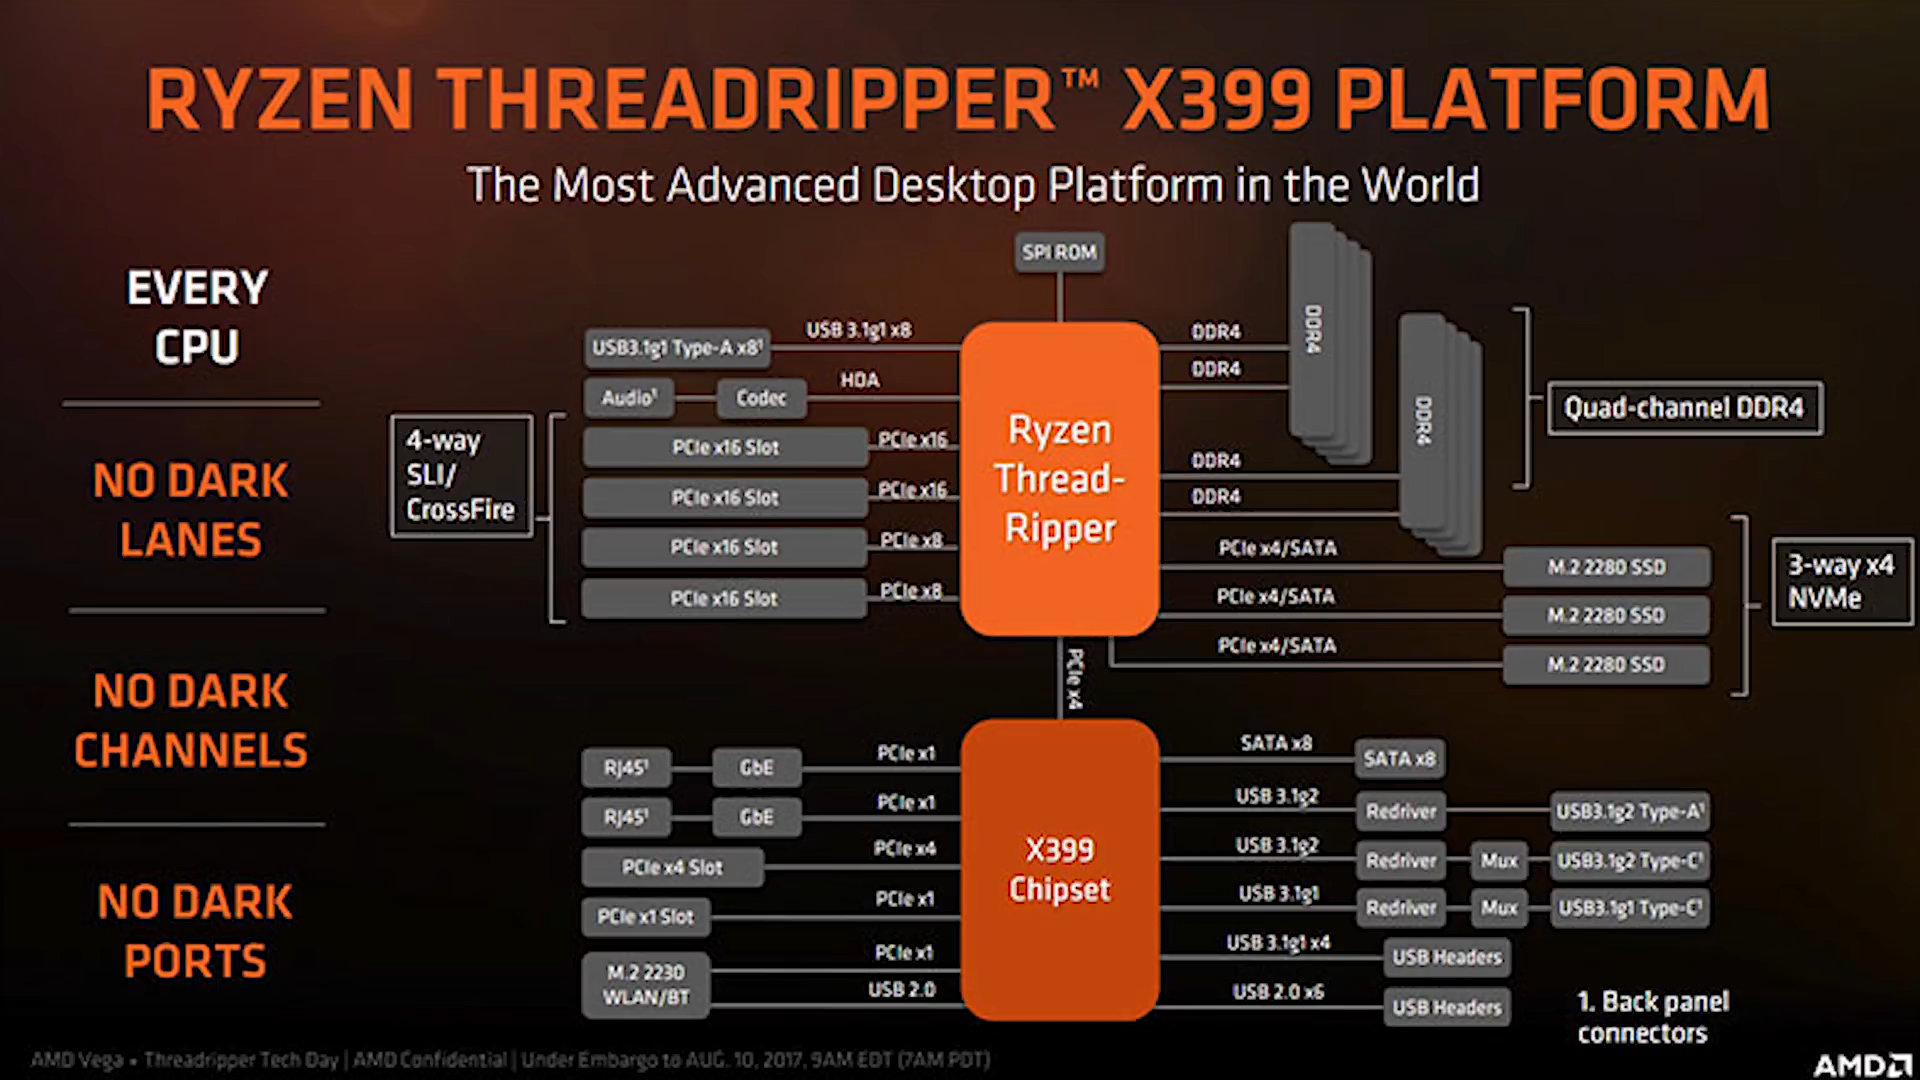 RYZEN THREADRIPPER™ X399 PLATFORM
The Most Advanced Desktop Platform in the World
EVERY
CPU
NO DARK
LANES
NO DARK
CHANNELS
NO DARK
PORTS
SPI ROM
USB3.1g1 Type-A x8¹
USB 3.1g1 x8
Audio¹
Codec
HDA
4-way
SLI/
CrossFire
PCIe x16 Slot
PCIe x16
PCIe x16 Slot
PCIe x16
PCIe x16 Slot
PCIe x8
PCIe x16 Slot
PCIe x8
Ryzen
Thread-
Ripper
DDR4
DDR4
DDR4
DDR4
DDR4
DDR4
Quad-channel DDR4
PCIe x4/SATA
M.2 2280 SSD
PCIe x4/SATA
M.2 2280 SSD
PCIe x4/SATA
M.2 2280 SSD
3-way x4
NVMe
PCIe x4
RJ45¹
GbE
PCIe x1
RJ45¹
GbE
PCIe x1
PCIe x4 Slot
PCIe x4
PCIe x1 Slot
PCIe x1
M.2 2230
WLAN/BT
PCIe x1
USB 2.0
X399
Chipset
SATA x8
SATA x8
USB 3.1g2
Redriver
USB3.1g2 Type-A¹
USB 3.1g2
Redriver
Mux
USB3.1g2 Type-C¹
USB 3.1g1
Redriver
Mux
USB3.1g1 Type-C¹
USB 3.1g1 x4
USB Headers
USB 2.0 x6
USB Headers
1. Back panel
connectors
AMD Vega • Threadripper Tech Day | AMD Confidential | Under Embargo to AUG. 10, 2017, 9AM EDT (7AM PDT)
AMD